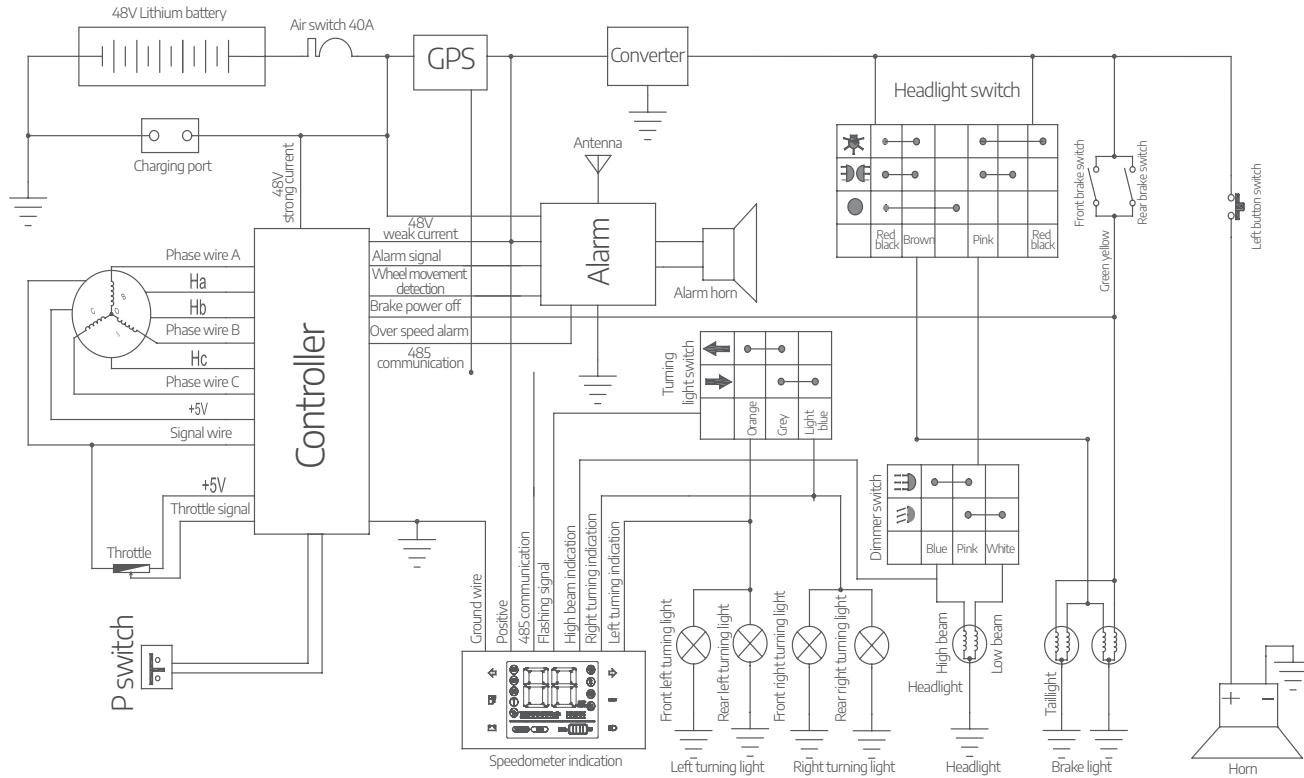 48V Lithium battery
Air switch 40A
GPS
Converter
Headlight switch
Charging port
Antenna
48V
strong current
Front brake switch
Rear brake switch
Left button switch
Red
black
Brown
Pink
Red
black
Green yellow
48V
weak current
Alarm signal
Wheel movement
detection
Brake power off
Over speed alarm
485
communication
Alarm
Alarm horn
Phase wire A
Ha
Hb
Phase wire B
Hc
Phase wire C
+5V
Signal wire
+5V
Throttle signal
Controller
B
C
O
Turning
light switch
Orange
Grey
Light
blue
Dimmer switch
Blue
Pink
White
Throttle
P switch
Ground wire
Positive
485 communication
Flashing signal
High beam indication
Right turning indication
Left turning indication
Front left turning light
Rear left turning light
Front right turning light
Rear right turning light
High beam
Low beam
Headlight
Taillight
88
+
−
Speedometer indication
Left turning light
Right turning light
Headlight
Brake light
Horn